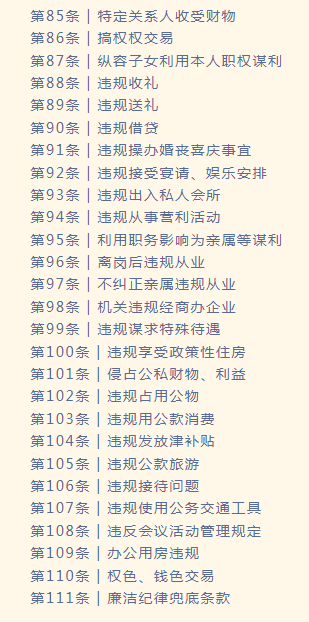 第85条 | 特定关系人收受财物
第86条 | 搞权权交易
第87条 | 纵容子女利用本人职权谋利
第88条 | 违规收礼
第89条 | 违规送礼
第90条 | 违规借贷
第91条 | 违规操办婚丧喜庆事宜
第92条 | 违规接受宴请、娱乐安排
第93条 | 违规出入私人会所
第94条 | 违规从事营利活动
第95条 | 利用职务影响为亲属等谋利
第96条 | 离岗后违规从业
第97条 | 不纠正亲属违规从业
第98条 | 机关违规经商办企业
第99条 | 违规谋求特殊待遇
第100条 | 违规享受政策性住房
第101条 | 侵占公私财物、利益
第102条 | 违规占用公物
第103条 | 违规用公款消费
第104条 | 违规发放津补贴
第105条 | 违规公款旅游
第106条 | 违规接待问题
第107条 | 违规使用公务交通工具
第108条 | 违反会议活动管理规定
第109条 | 办公用房违规
第110条 | 权色、钱色交易
第111条 | 廉洁纪律兜底条款